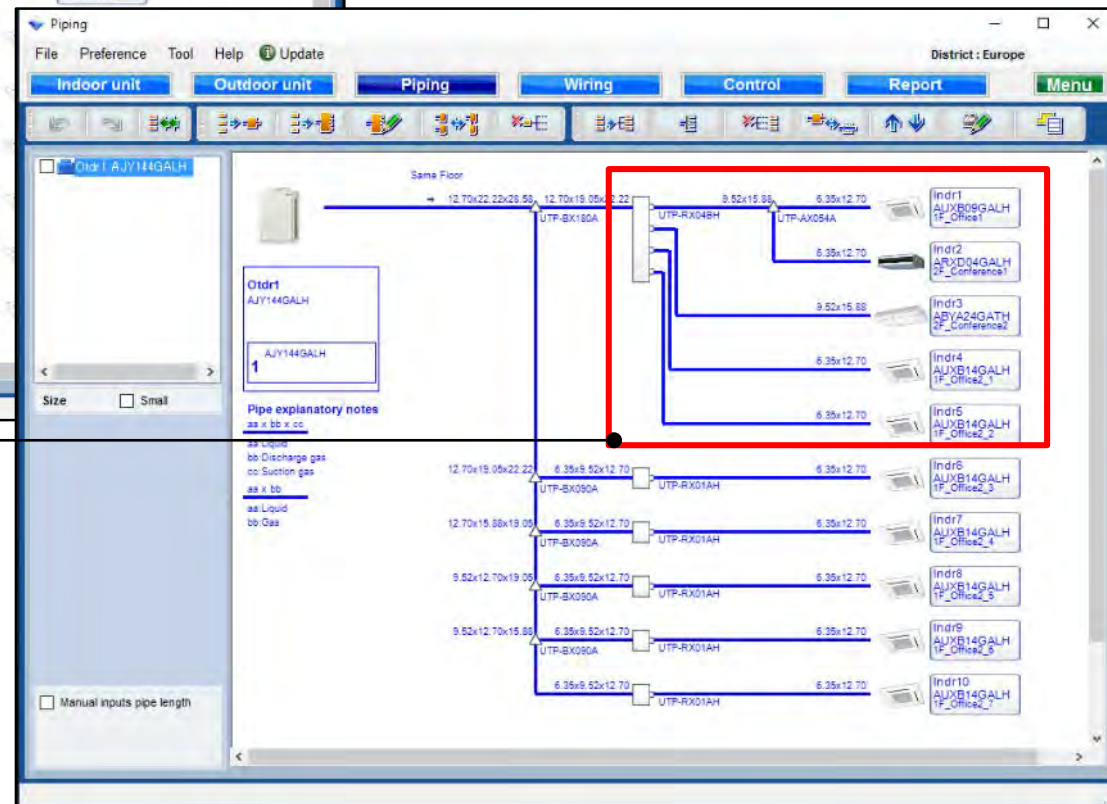 Piping
File Preference Tool Help Update District : Europe
Indoor unit Outdoor unit Piping Wiring Control Report Menu
Otdr1 AJY144GALH
Size Small
Manual inputs pipe length
Same Floor
12.70x22.22x28.58 12.70x19.05x22.22 9.52x15.88 6.35x12.70
UTP-BX180A UTP-RX04BH UTP-AX054A
Indr1
AUXB09GALH
1F_Office1
6.35x12.70
Indr2
ARXD04GALH
2F_Conference1
9.52x15.88
Indr3
ABYA24GATH
2F_Conference2
6.35x12.70
Indr4
AUXB14GALH
1F_Office2_1
6.35x12.70
Indr5
AUXB14GALH
1F_Office2_2
Otdr1
AJY144GALH
AJY144GALH
1
Pipe explanatory notes
aa x bb x cc
aa:Liquid
bb:Discharge gas
cc:Suction gas
aa x bb
aa:Liquid
bb:Gas
12.70x19.05x22.22 6.35x9.52x12.70 6.35x12.70
UTP-BX090A UTP-RX01AH
Indr6
AUXB14GALH
1F_Office2_3
12.70x15.88x19.05 6.35x9.52x12.70 6.35x12.70
UTP-BX090A UTP-RX01AH
Indr7
AUXB14GALH
1F_Office2_4
9.52x12.70x19.05 6.35x9.52x12.70 6.35x12.70
UTP-BX090A UTP-RX01AH
Indr8
AUXB14GALH
1F_Office2_5
9.52x12.70x15.88 6.35x9.52x12.70 6.35x12.70
UTP-BX090A UTP-RX01AH
Indr9
AUXB14GALH
1F_Office2_6
6.35x9.52x12.70 6.35x12.70
UTP-RX01AH
Indr10
AUXB14GALH
1F_Office2_7